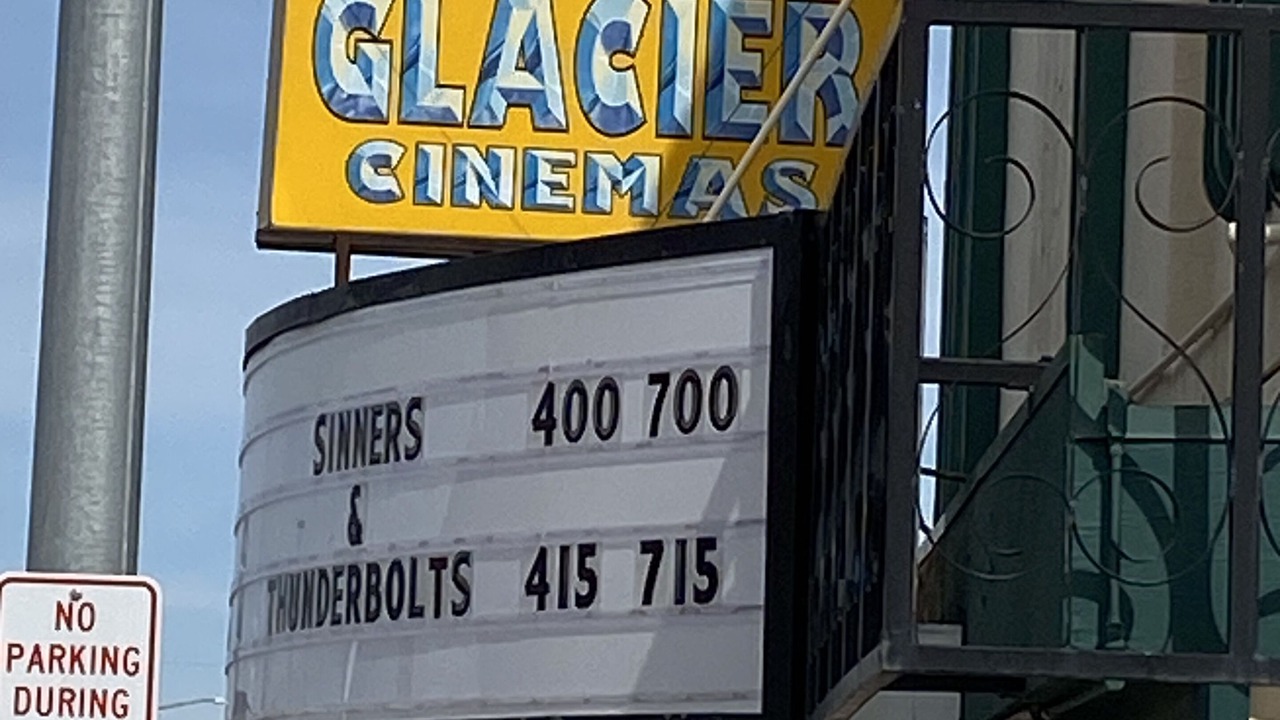 GLACIER
CINEMAS
SINNERS 400 700
&
THUNDERBOLTS 415 715
NO
PARKING
DURING